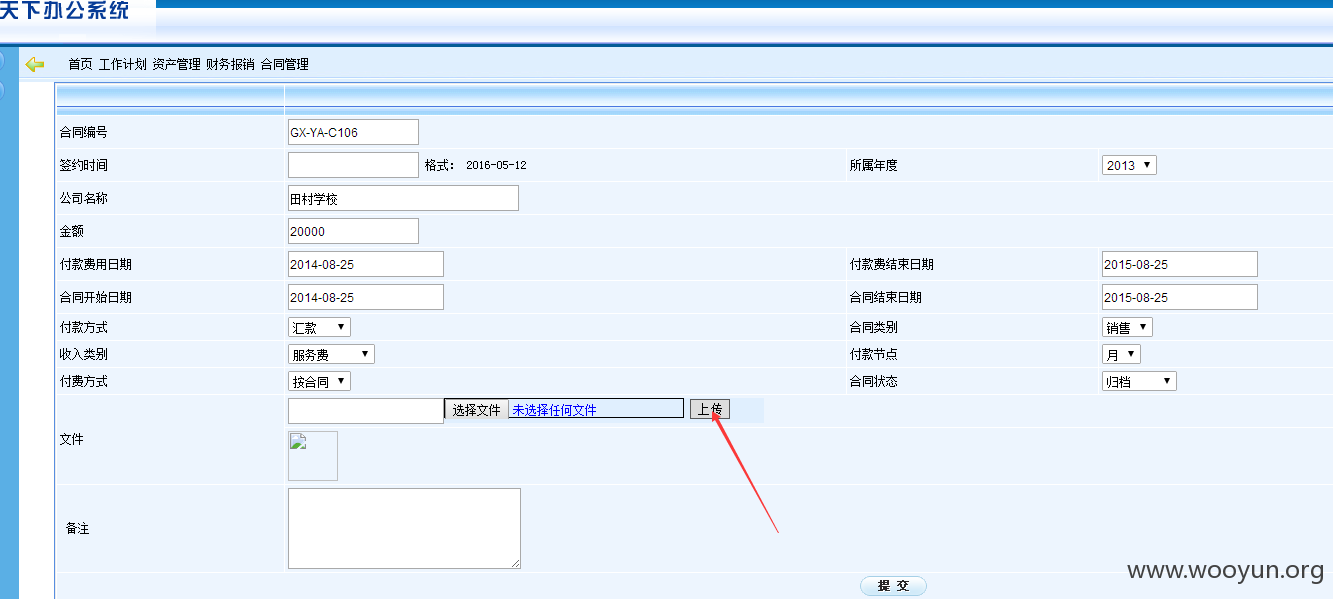 天下办公系统
首页 工作计划 资产管理 财务报销 合同管理
合同编号 GX-YA-C106
签约时间 格式： 2016-05-12 所属年度 2013
公司名称 田村学校
金额 20000
付款费用日期 2014-08-25 付款费结束日期 2015-08-25
合同开始日期 2014-08-25 合同结束日期 2015-08-25
付款方式 汇款 合同类别 销售
收入类别 服务费 付款节点 月
付费方式 按合同 合同状态 归档
选择文件 未选择任何文件 上传
文件
备注
www.wooyun.org
提 交